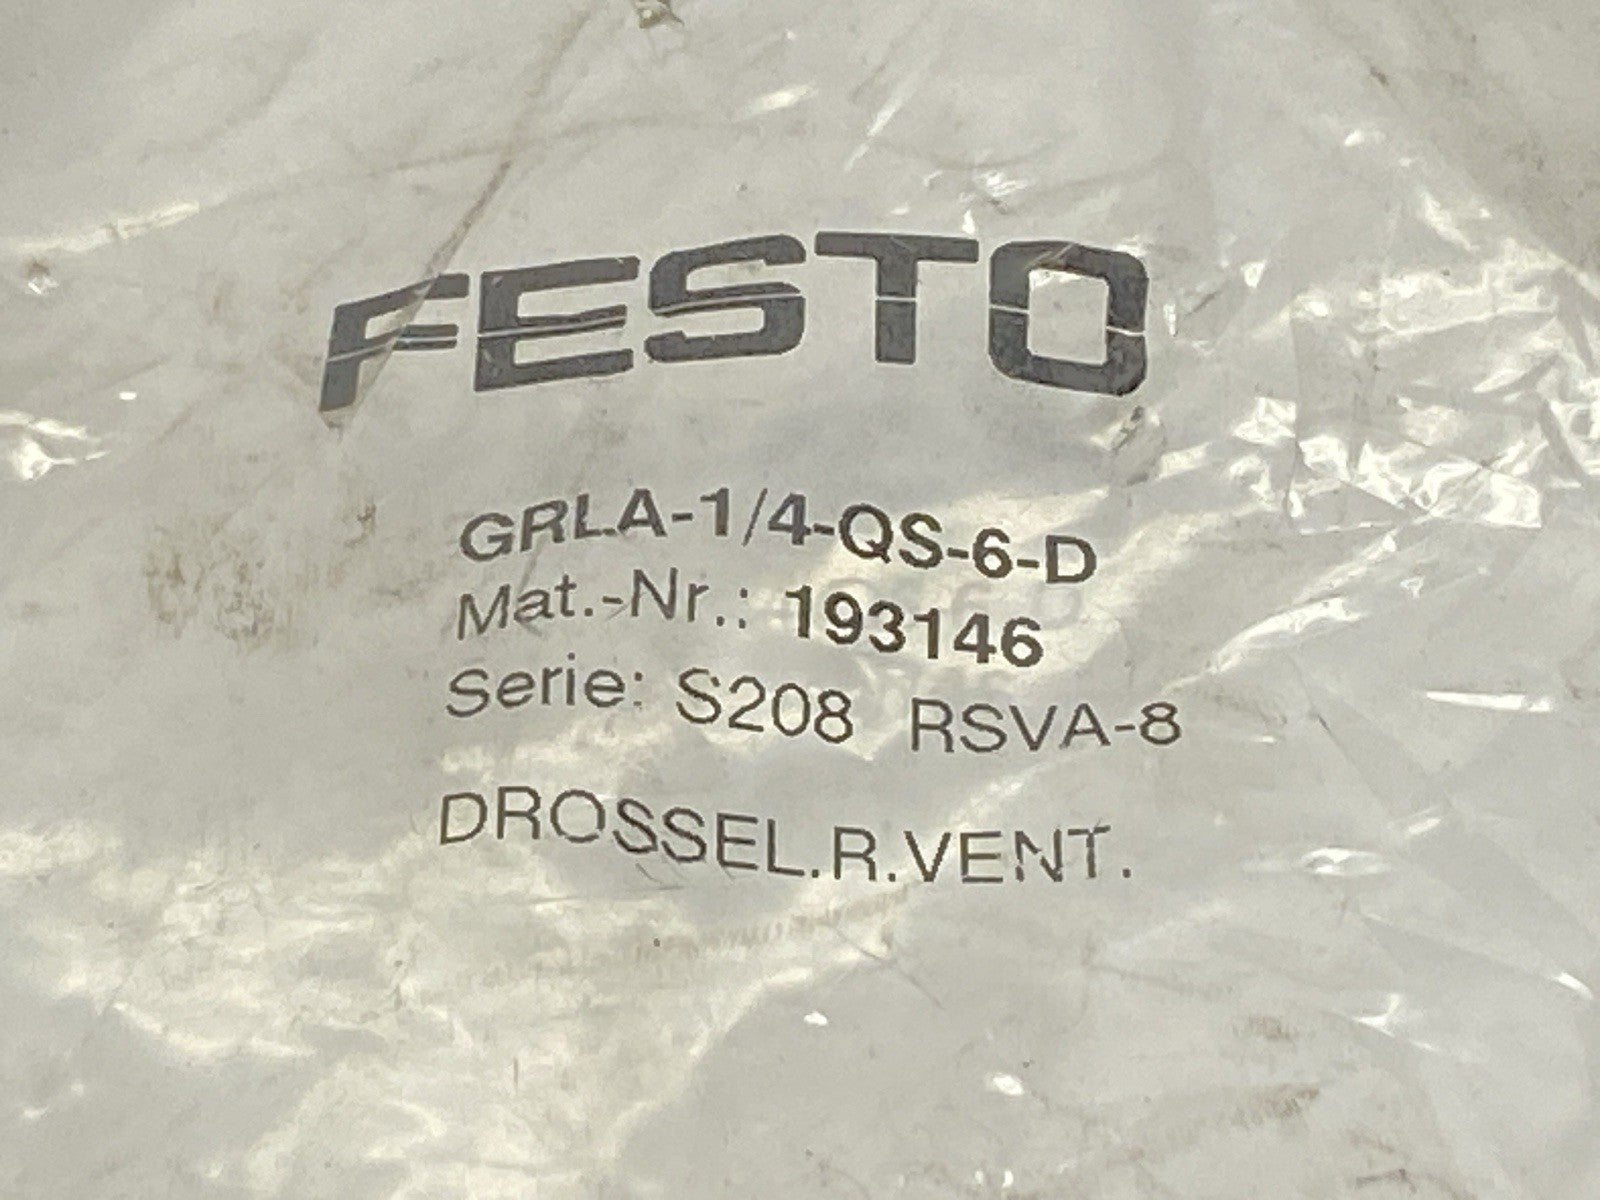 FESTO
GRLA-1/4-QS-6-D
Mat.-Nr.: 193146
Serie: S208 RSVA-8
DROSSEL.R.VENT.